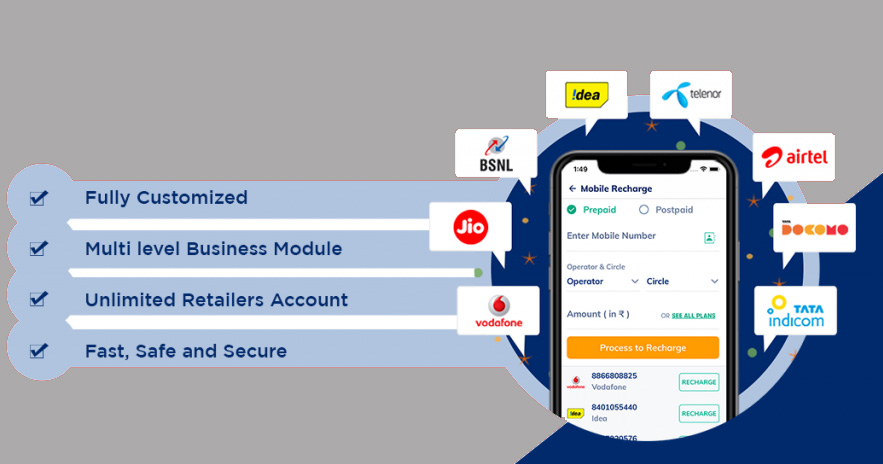 Fully Customized
Multi level Business Module
Unlimited Retailers Account
Fast, Safe and Secure
!dea
telenor
BSNL
airtel
Jio
TATA
DOCOMO
vodafone
TATA
indicom
1:49
Mobile Recharge
Prepaid Postpaid
Enter Mobile Number
Operator & Circle
Operator Circle
Amount ( in ₹ ) OR SEE ALL PLANS
Process to Recharge
8866808825
Vodafone
RECHARGE
8401055440
Idea
RECHARGE